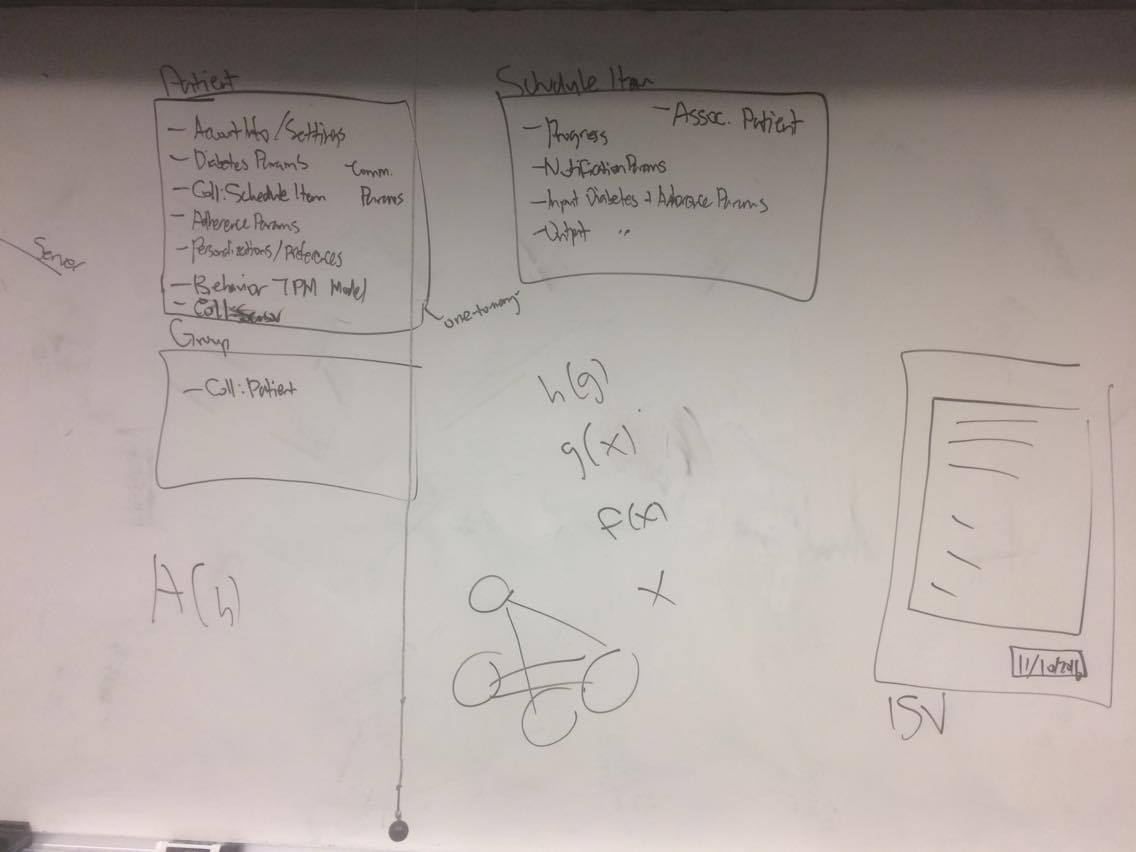 Patient
- Account Info/Settings
- Diabetes Params
- Comm. Params
- Coll:Schedule Item
- Adherence Params
- Personalizations/Preferences
- Behavior TPM Model
- Coll:Sensor
one-to-many
Server
Group
- Coll:Patient
A(h)
Schedule Item
- Assoc. Patient
- Progress
- Notification Params
- Input Diabetes + Adherence Params
- Output "
h(g)
g(x)
f(x)
x
11/10/2016
ISV